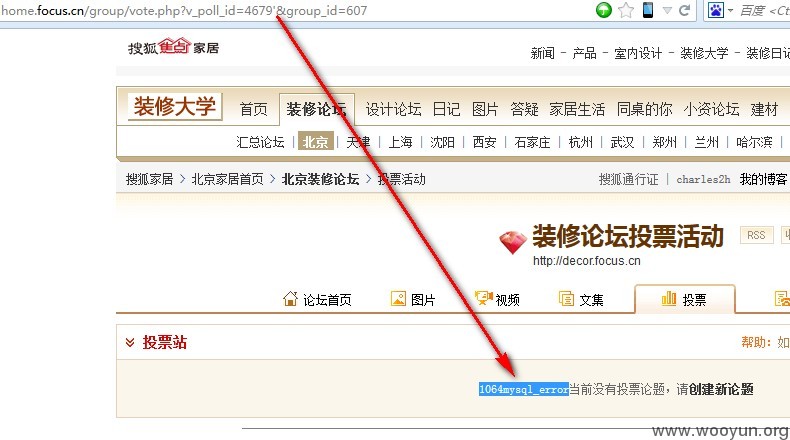 home.focus.cn/group/vote.php?v_poll_id=4679'&group_id=607
百度 <Ct
搜狐焦点家居
新闻 - 产品 - 室内设计 - 装修大学 - 装修日记
装修大学 首页 装修论坛 设计论坛 日记 图片 答疑 家居生活 同桌的你 小资论坛 建材
汇总论坛 | 北京 | 天津 | 上海 | 沈阳 | 西安 | 石家庄 | 杭州 | 武汉 | 郑州 | 兰州 | 哈尔滨 |
搜狐家居 > 北京家居首页 > 北京装修论坛 > 投票活动 搜狐通行证 | charles2h 我的博客
装修论坛投票活动 RSS
http://decor.focus.cn
论坛首页 图片 视频 文集 投票
投票站 帮助: 如
1064mysql_error当前没有投票论题，请创建新论题
www.wooyun.org